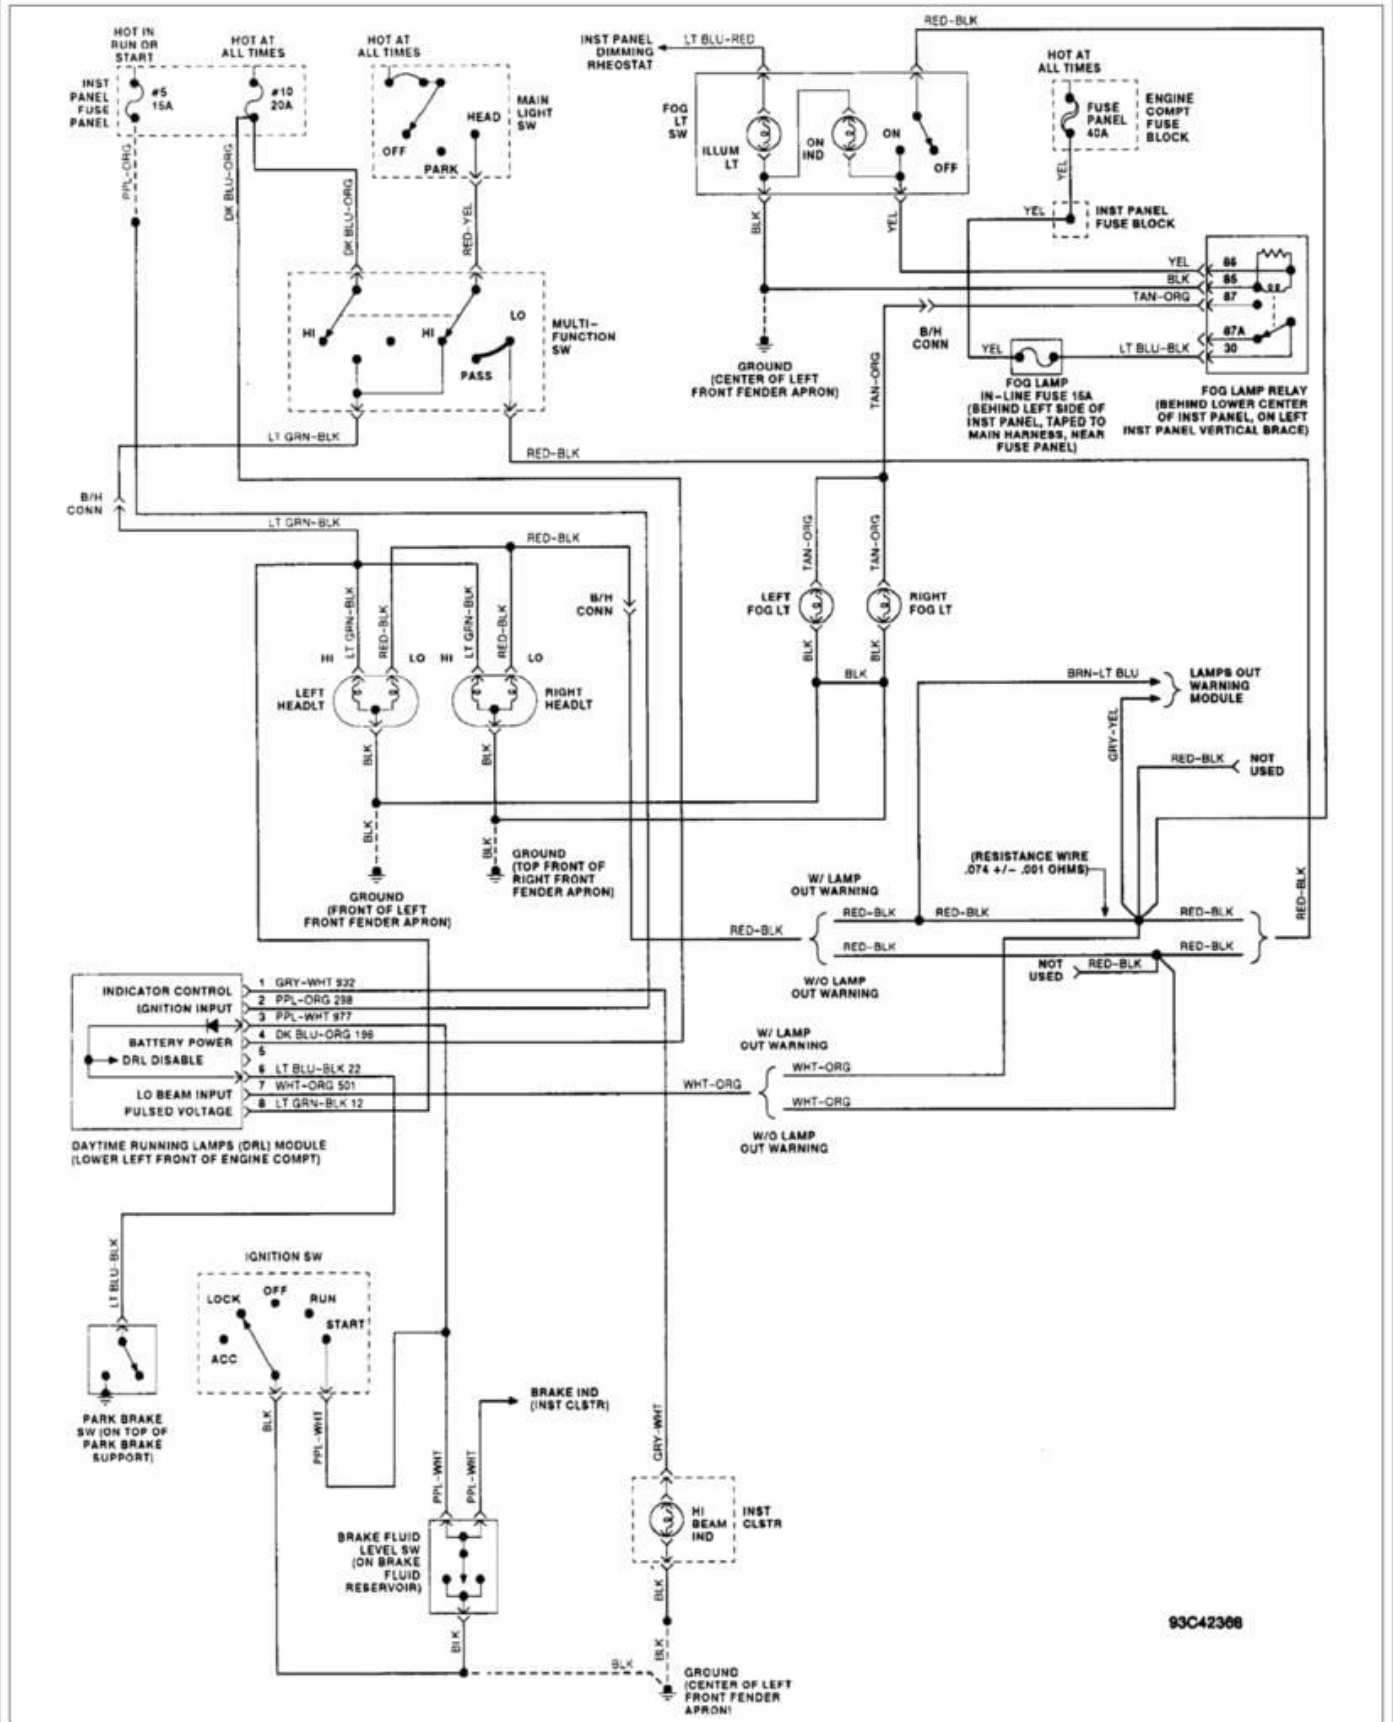 HOT IN
RUN OR
START
HOT AT
ALL TIMES
HOT AT
ALL TIMES
INST
PANEL
FUSE
PANEL
#5
15A
#10
20A
MAIN
LIGHT
SW
HEAD
OFF
PARK
PPL-ORG
DK BLU-ORG
DK BLU-ORG
RED-YEL
HI
HI
LO
PASS
MULTI-
FUNCTION
SW
INST PANEL
DIMMING
RHEOSTAT
LT BLU-RED
RED-BLK
FOG
LT
SW
ILLUM
LT
ON
IND
ON
OFF
HOT AT
ALL TIMES
FUSE
PANEL
40A
ENGINE
COMPT
FUSE
BLOCK
YEL
YEL
INST PANEL
FUSE BLOCK
BLK
YEL
YEL
BLK
TAN-ORG
86
85
87
87A
30
B/H
CONN
YEL
LT BLU-BLK
GROUND
(CENTER OF LEFT
FRONT FENDER APRON)
TAN-ORG
FOG LAMP
IN-LINE FUSE 15A
(BEHIND LEFT SIDE OF
INST PANEL, TAPED TO
MAIN HARNESS, NEAR
FUSE PANEL)
FOG LAMP RELAY
(BEHIND LOWER CENTER
OF INST PANEL, ON LEFT
INST PANEL VERTICAL BRACE)
LT GRN-BLK
RED-BLK
B/H
CONN
LT GRN-BLK
RED-BLK
TAN-ORG
TAN-ORG
LT GRN-BLK
RED-BLK
LT GRN-BLK
RED-BLK
B/H
CONN
LEFT
FOG LT
RIGHT
FOG LT
HI
LO
HI
LO
LEFT
HEADLT
RIGHT
HEADLT
BLK
BLK
BLK
BRN-LT BLU
LAMPS OUT
WARNING
MODULE
GRY-YEL
BLK
BLK
RED-BLK
NOT
USED
BLK
BLK
GROUND
(FRONT OF LEFT
FRONT FENDER APRON)
GROUND
(TOP FRONT OF
RIGHT FRONT
FENDER APRON)
(RESISTANCE WIRE
.074 +/- .001 OHMS)
W/ LAMP
OUT WARNING
RED-BLK
RED-BLK
RED-BLK
RED-BLK
RED-BLK
RED-BLK
RED-BLK
NOT
USED
RED-BLK
W/O LAMP
OUT WARNING
INDICATOR CONTROL
IGNITION INPUT
BATTERY POWER
DRL DISABLE
LO BEAM INPUT
PULSED VOLTAGE
1 GRY-WHT 932
2 PPL-ORG 298
3 PPL-WHT 977
4 DK BLU-ORG 196
5
6 LT BLU-BLK 22
7 WHT-ORG 501
8 LT GRN-BLK 12
DAYTIME RUNNING LAMPS (DRL) MODULE
(LOWER LEFT FRONT OF ENGINE COMPT)
W/ LAMP
OUT WARNING
WHT-ORG
WHT-ORG
WHT-ORG
W/O LAMP
OUT WARNING
LT BLU-BLK
IGNITION SW
LOCK
OFF
RUN
START
ACC
PARK BRAKE
SW (ON TOP OF
PARK BRAKE
SUPPORT)
BLK
PPL-WHT
BRAKE IND
(INST CLSTR)
PPL-WHT
PPL-WHT
GRY-WHT
BRAKE FLUID
LEVEL SW
(ON BRAKE
FLUID
RESERVOIR)
HI
BEAM
IND
INST
CLSTR
BLK
BLK
BLK
BLK
GROUND
(CENTER OF LEFT
FRONT FENDER
APRON)
93C42368